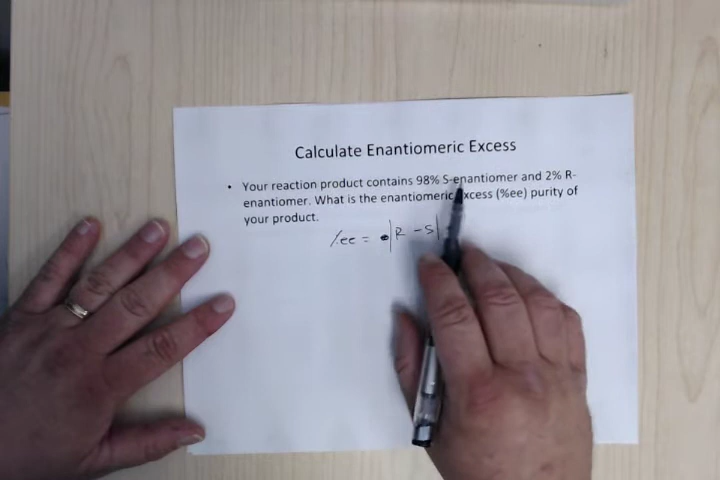 Calculate Enantiomeric Excess
• Your reaction product contains 98% S-enantiomer and 2% R-
enantiomer. What is the enantiomeric excess (%ee) purity of
your product.
%ee = |R - S|